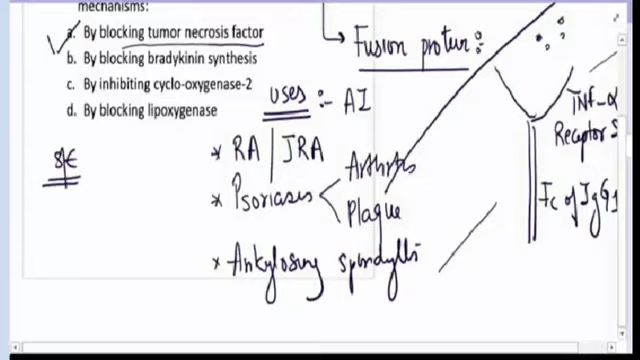 mechanisms:
a. By blocking tumor necrosis factor
b. By blocking bradykinin synthesis
c. By inhibiting cyclo-oxygenase-2
d. By blocking lipoxygenase
Fusion protein :
Uses :- AI
* RA | JRA
* Psoriasis < Arthritis
Plaque
* Ankylosing spondylitis
S/E
TNF-α
Receptor
Fc of IgG1